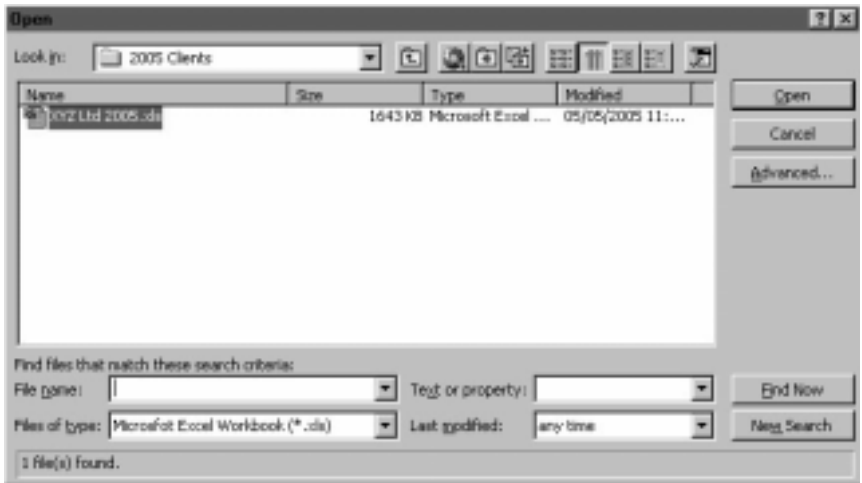 Open
Look in: 2005 Clients
Name Size Type Modified
XYZ Ltd 2005.xls 1643 KB Microsoft Excel .... 05/05/2005 11:...
Open
Cancel
Advanced...
Find files that match these search criteria:
File name: Text or property: Find Now
Files of type: Microsfot Excel Workbook (*.xls) Last modified: any time New Search
1 file(s) found.